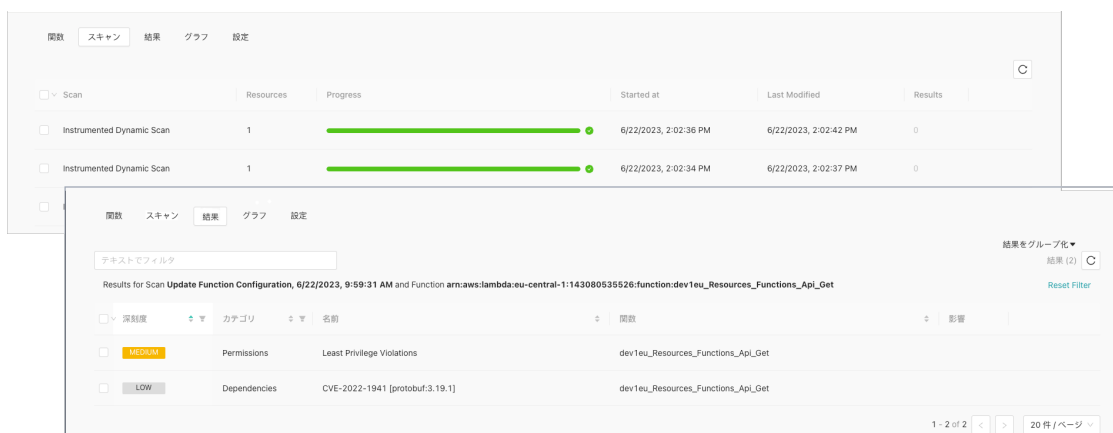 関数 スキャン 結果 グラフ 設定
Scan Resources Progress Started at Last Modified Results
Instrumented Dynamic Scan 1 6/22/2023, 2:02:36 PM 6/22/2023, 2:02:42 PM 0
Instrumented Dynamic Scan 1 6/22/2023, 2:02:34 PM 6/22/2023, 2:02:37 PM 0
関数 スキャン 結果 グラフ 設定
結果をグループ化▼
テキストでフィルタ 結果 (2)
Results for Scan Update Function Configuration, 6/22/2023, 9:59:31 AM and Function arn:aws:lambda:eu-central-1:143080535526:function:dev1eu_Resources_Functions_Api_Get Reset Filter
深刻度 カテゴリ 名前 関数 影響
MEDIUM Permissions Least Privilege Violations dev1eu_Resources_Functions_Api_Get
LOW Dependencies CVE-2022-1941 [protobuf:3.19.1] dev1eu_Resources_Functions_Api_Get
1 - 2 of 2 < > 20 件 / ページ